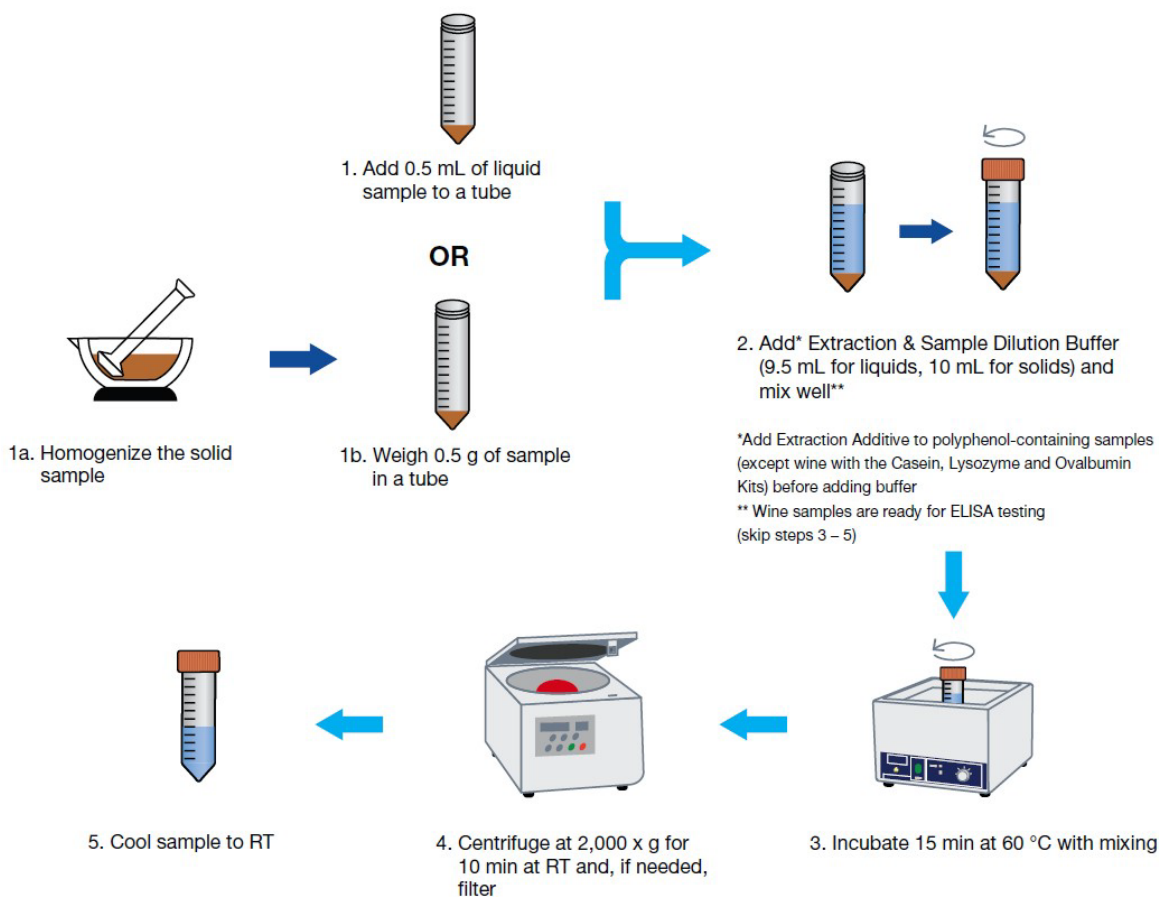 1. Add 0.5 mL of liquid
sample to a tube
OR
1a. Homogenize the solid
sample
1b. Weigh 0.5 g of sample
in a tube
2. Add* Extraction & Sample Dilution Buffer
(9.5 mL for liquids, 10 mL for solids) and
mix well**
*Add Extraction Additive to polyphenol-containing samples
(except wine with the Casein, Lysozyme and Ovalbumin
Kits) before adding buffer
** Wine samples are ready for ELISA testing
(skip steps 3 – 5)
3. Incubate 15 min at 60 °C with mixing
4. Centrifuge at 2,000 x g for
10 min at RT and, if needed,
filter
5. Cool sample to RT